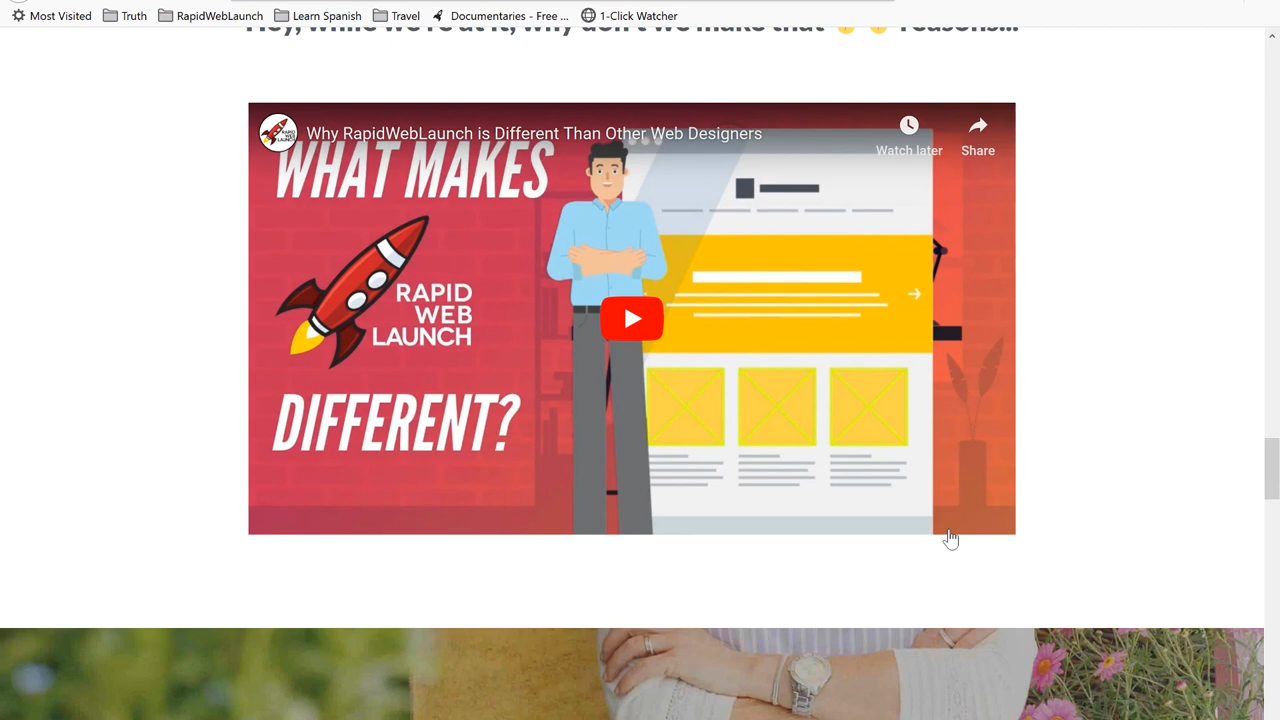 Most Visited Truth RapidWebLaunch Learn Spanish Travel Documentaries - Free ... 1-Click Watcher
Hey, while we're at it, why don't we make that reasons...
RAPID WEB LAUNCH Why RapidWebLaunch is Different Than Other Web Designers
Watch later Share
WHAT MAKES
RAPID
WEB
LAUNCH
DIFFERENT?